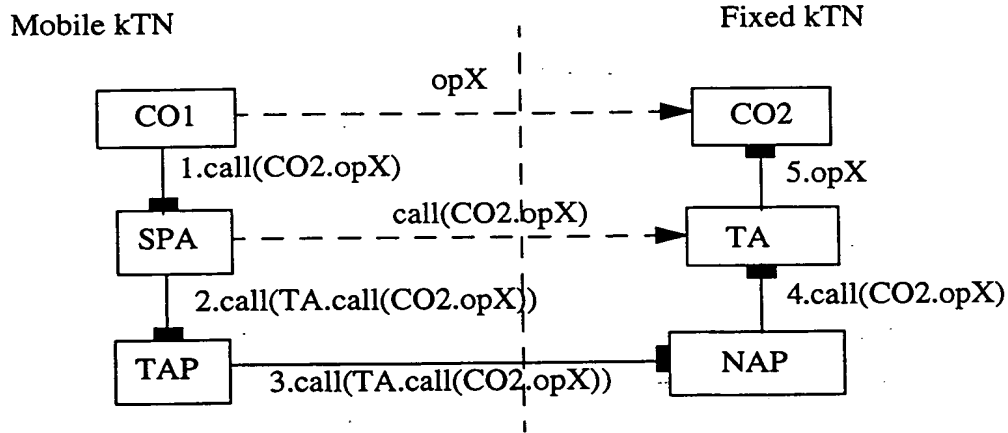 Mobile kTN
Fixed kTN
opX
CO1
CO2
1.call(CO2.opX)
5.opX
call(CO2.opX)
SPA
TA
2.call(TA.call(CO2.opX))
4.call(CO2.opX)
TAP
NAP
3.call(TA.call(CO2.opX))